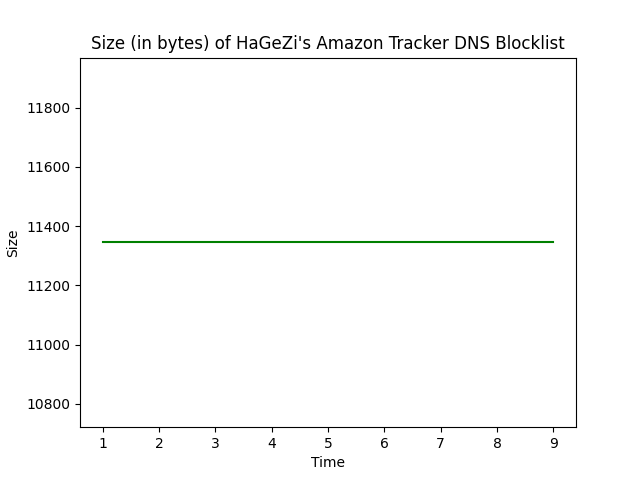 Size (in bytes) of HaGeZi's Amazon Tracker DNS Blocklist
11800
11600
11400
11200
11000
10800
Size
1 2 3 4 5 6 7 8 9
Time